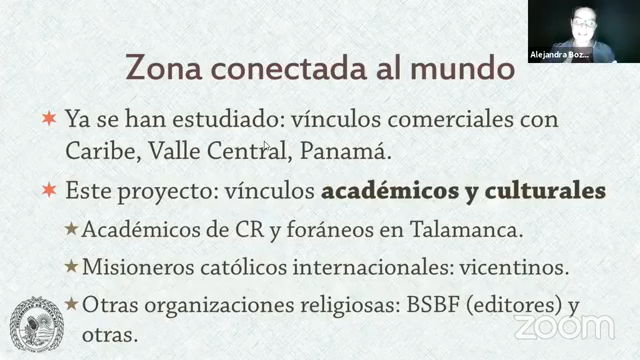 Alejandra Boz...
Zona conectada al mundo
Ya se han estudiado: vínculos comerciales con
Caribe, Valle Central, Panamá.
Este proyecto: vínculos académicos y culturales
Académicos de CR y foráneos en Talamanca.
Misioneros católicos internacionales: vicentinos.
Otras organizaciones religiosas: BSBF (editores) y
otras.
zoom